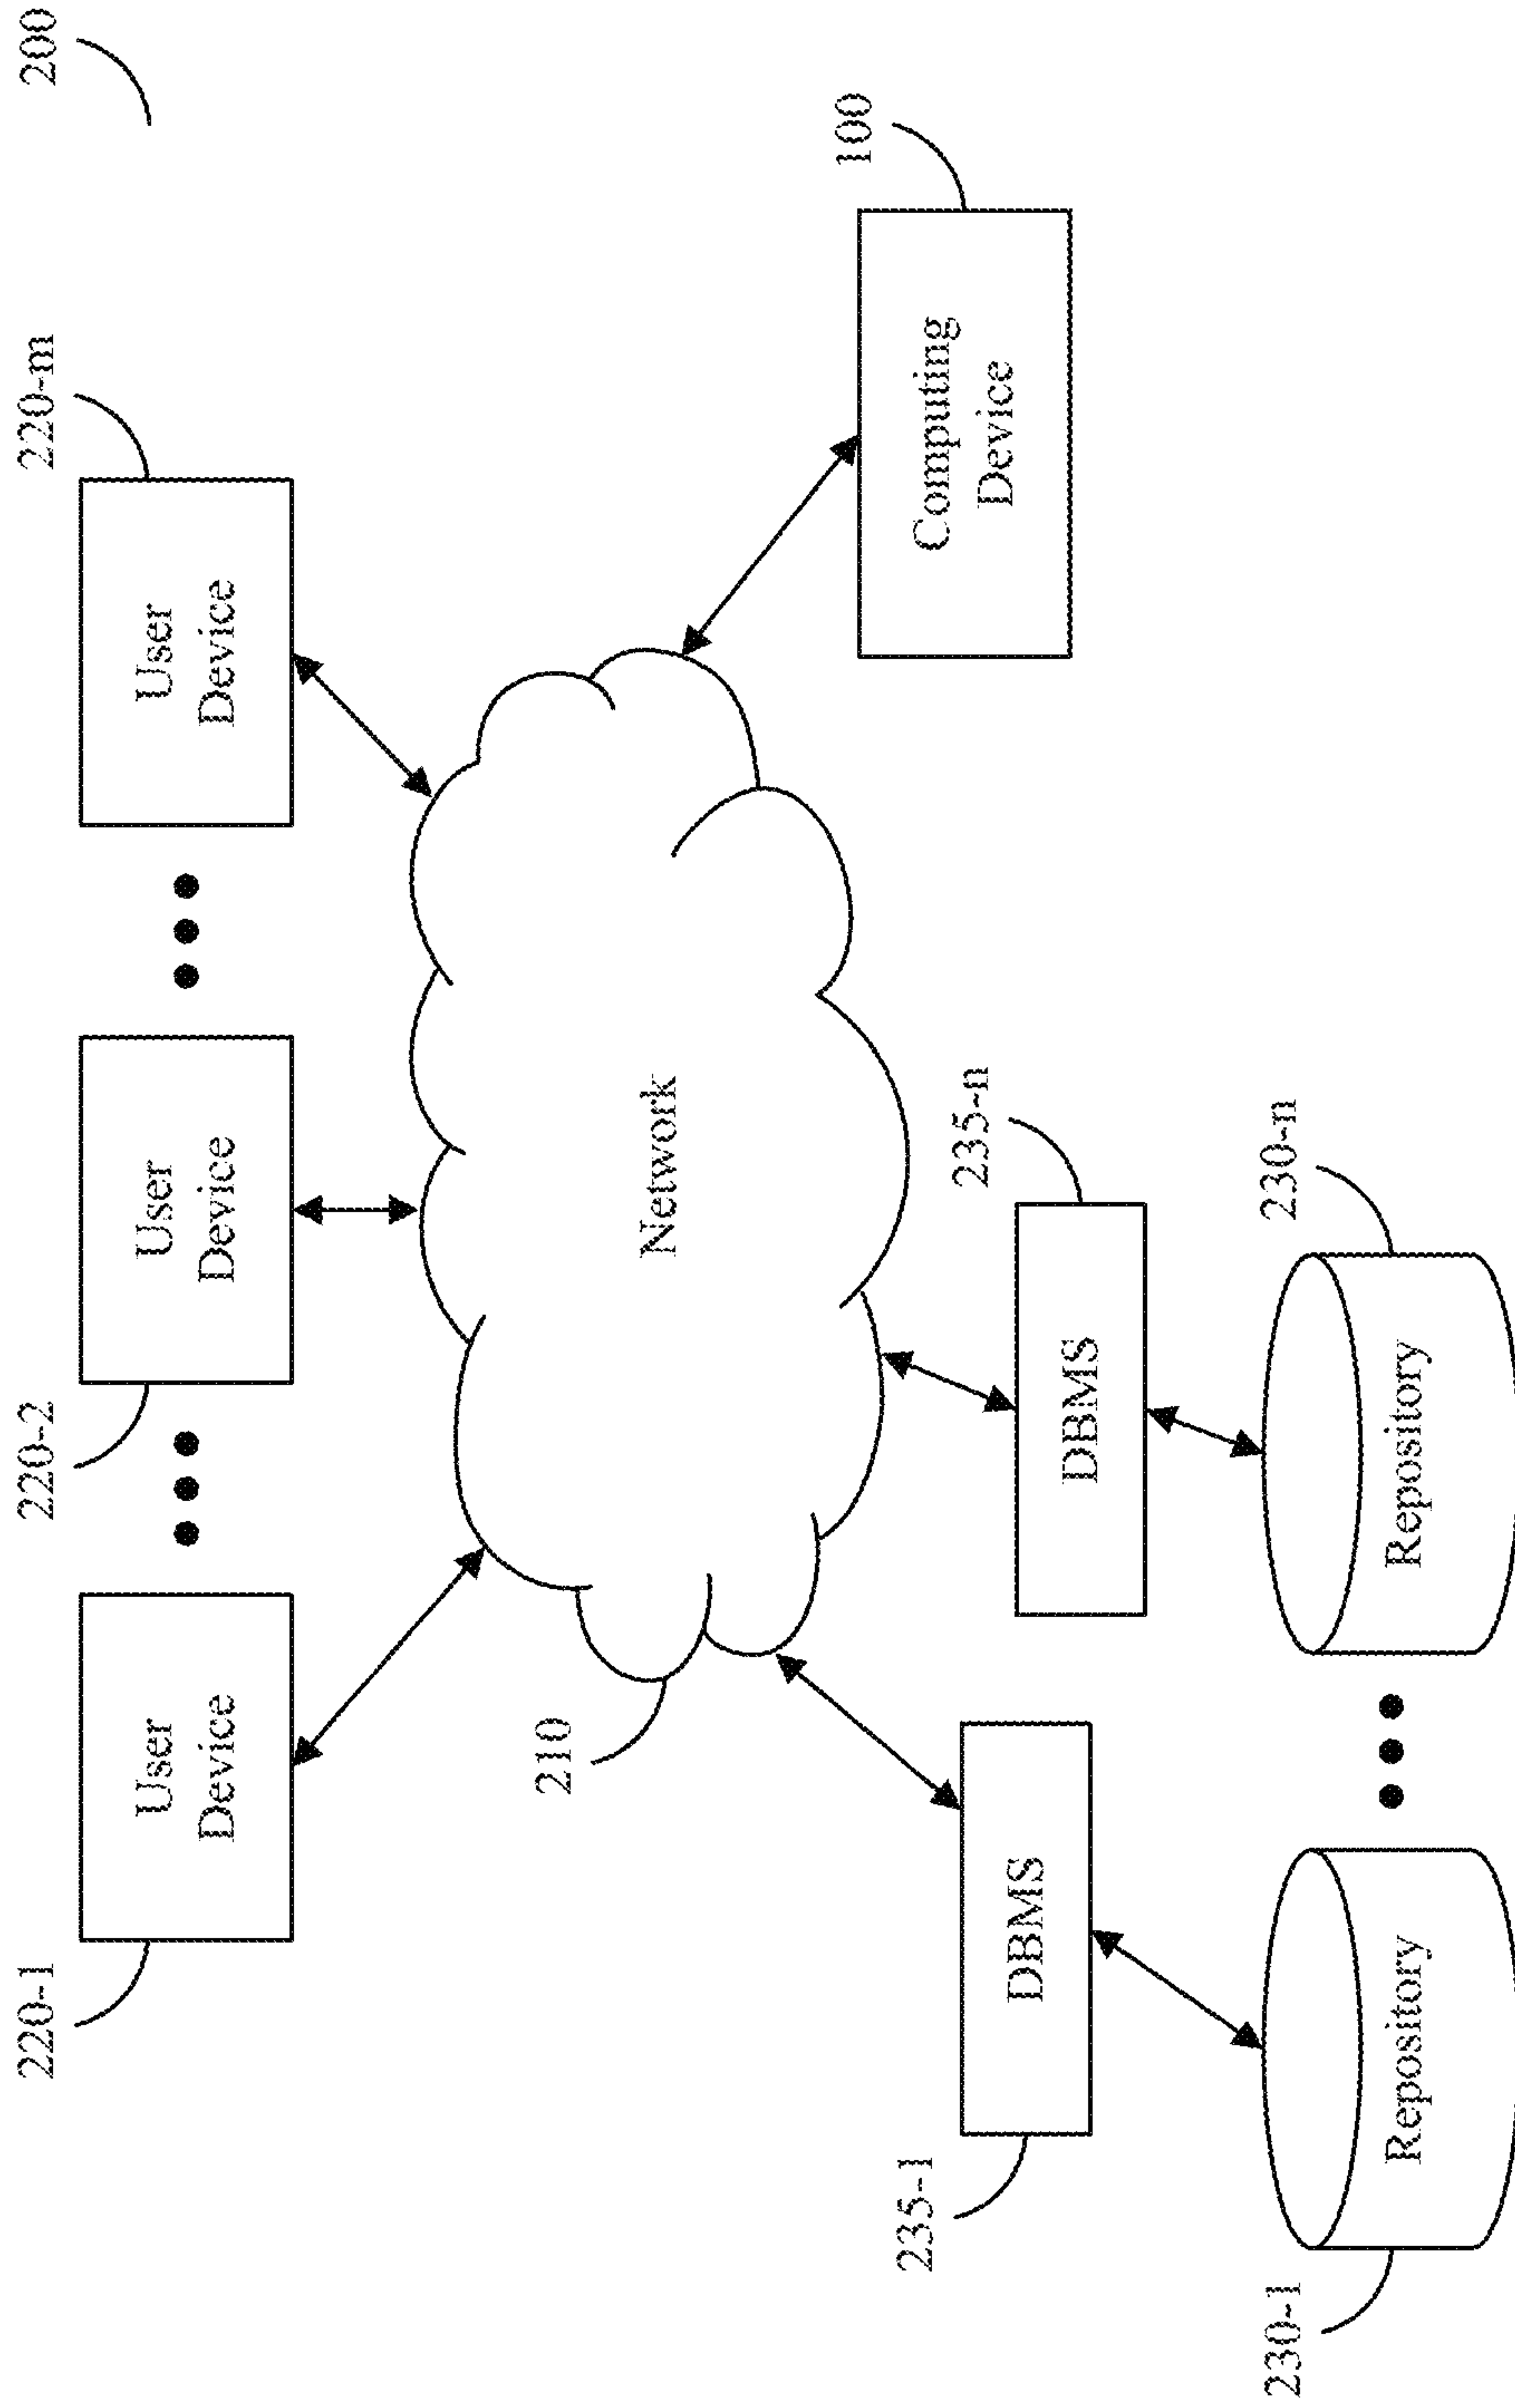 200
220-1
220-2
220-m
User
Device
User
Device
User
Device
210
Network
100
Computing
Device
235-1
DBMS
235-n
DBMS
230-1
Repository
230-n
Repository